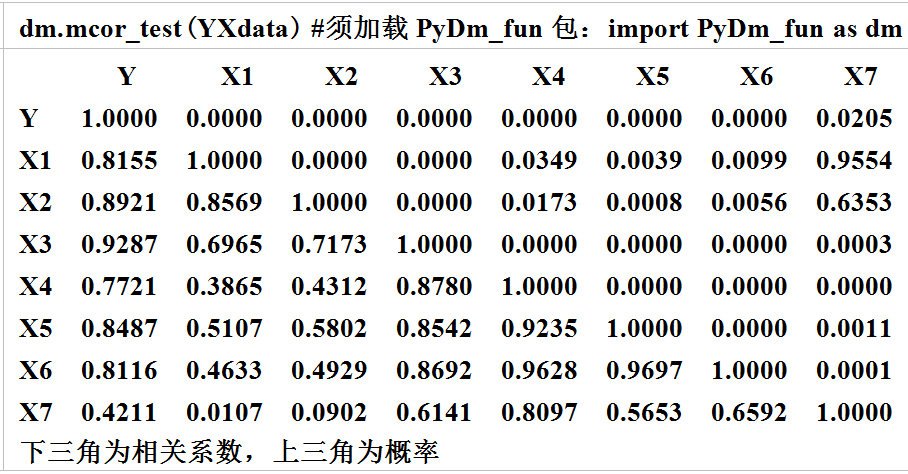 dm.mcor_test(YXdata) #须加载 PyDm_fun 包：import PyDm_fun as dm
Y X1 X2 X3 X4 X5 X6 X7
Y 1.0000 0.0000 0.0000 0.0000 0.0000 0.0000 0.0000 0.0205
X1 0.8155 1.0000 0.0000 0.0000 0.0349 0.0039 0.0099 0.9554
X2 0.8921 0.8569 1.0000 0.0000 0.0173 0.0008 0.0056 0.6353
X3 0.9287 0.6965 0.7173 1.0000 0.0000 0.0000 0.0000 0.0003
X4 0.7721 0.3865 0.4312 0.8780 1.0000 0.0000 0.0000 0.0000
X5 0.8487 0.5107 0.5802 0.8542 0.9235 1.0000 0.0000 0.0011
X6 0.8116 0.4633 0.4929 0.8692 0.9628 0.9697 1.0000 0.0001
X7 0.4211 0.0107 0.0902 0.6141 0.8097 0.5653 0.6592 1.0000
下三角为相关系数，上三角为概率